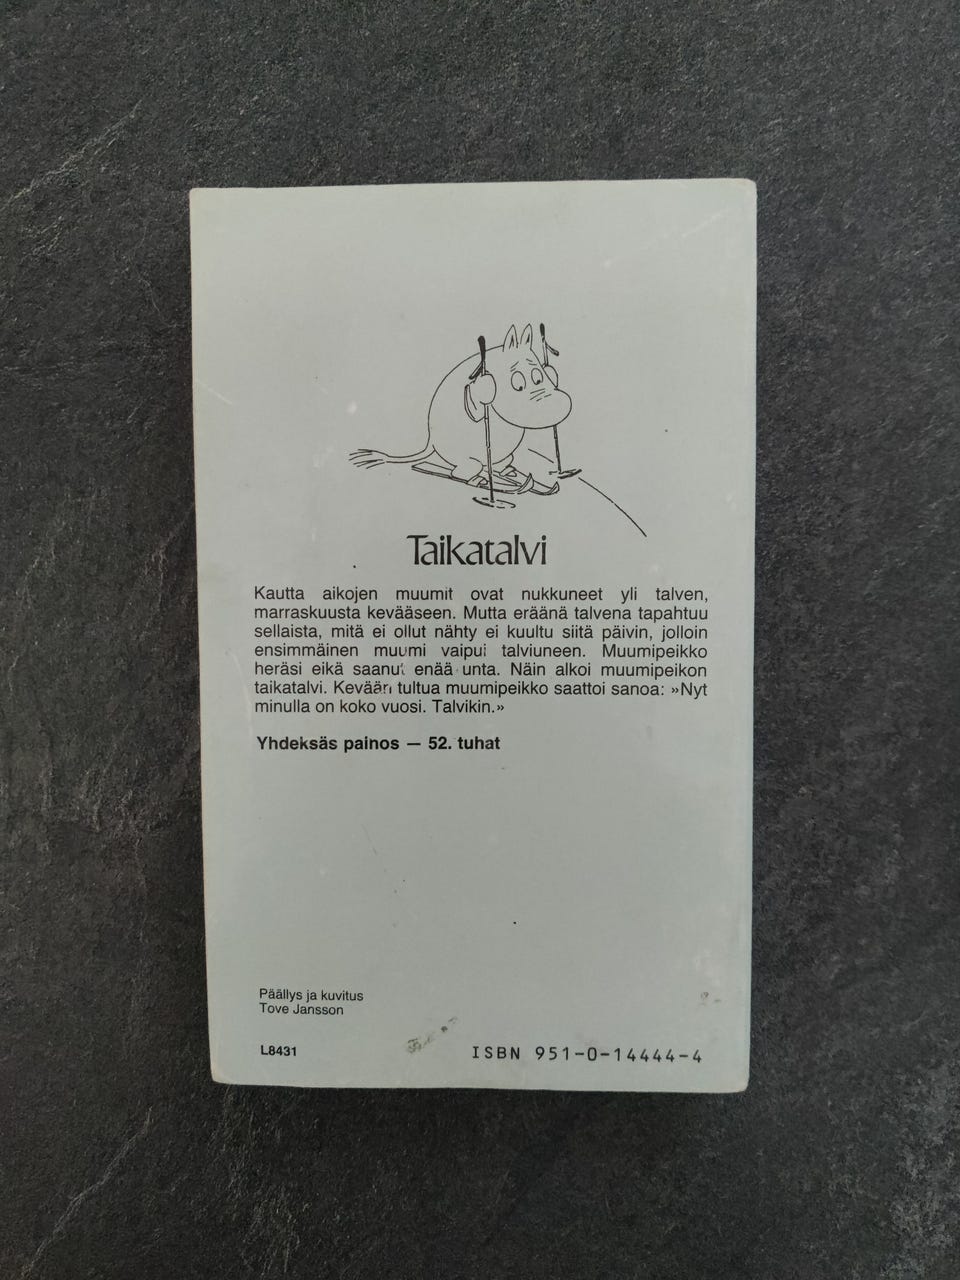 Taikatalvi
Kautta aikojen muumit ovat nukkuneet yli talven,
marraskuusta kevääseen. Mutta eräänä talvena tapahtuu
sellaista, mitä ei ollut nähty ei kuultu siitä päivin, jolloin
ensimmäinen muumi vaipui talviuneen. Muumipeikko
heräsi eikä saanut enää unta. Näin alkoi muumipeikon
taikatalvi. Kevään tultua muumipeikko saattoi sanoa: »Nyt
minulla on koko vuosi. Talvikin.»
Yhdeksäs painos — 52. tuhat
Päällys ja kuvitus
Tove Jansson
L8431
ISBN 951-0-14444-4